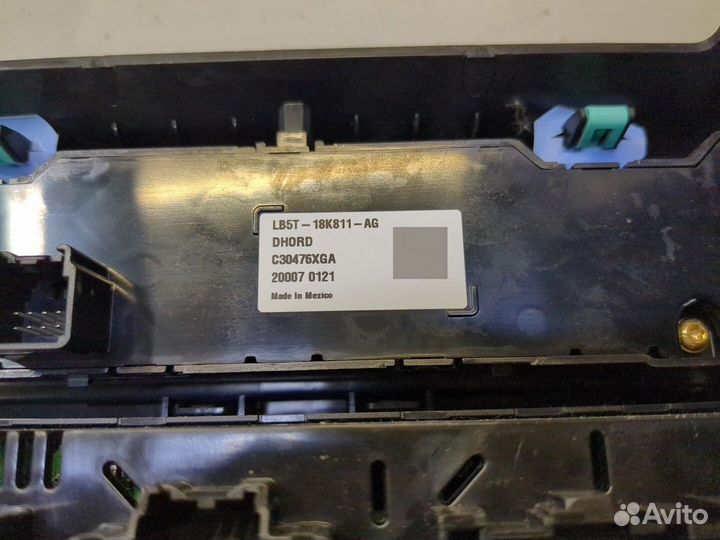 LB5T-18K811-AG
DHORD
C30476XGA
20007 0121
Made In Mexico
Avito